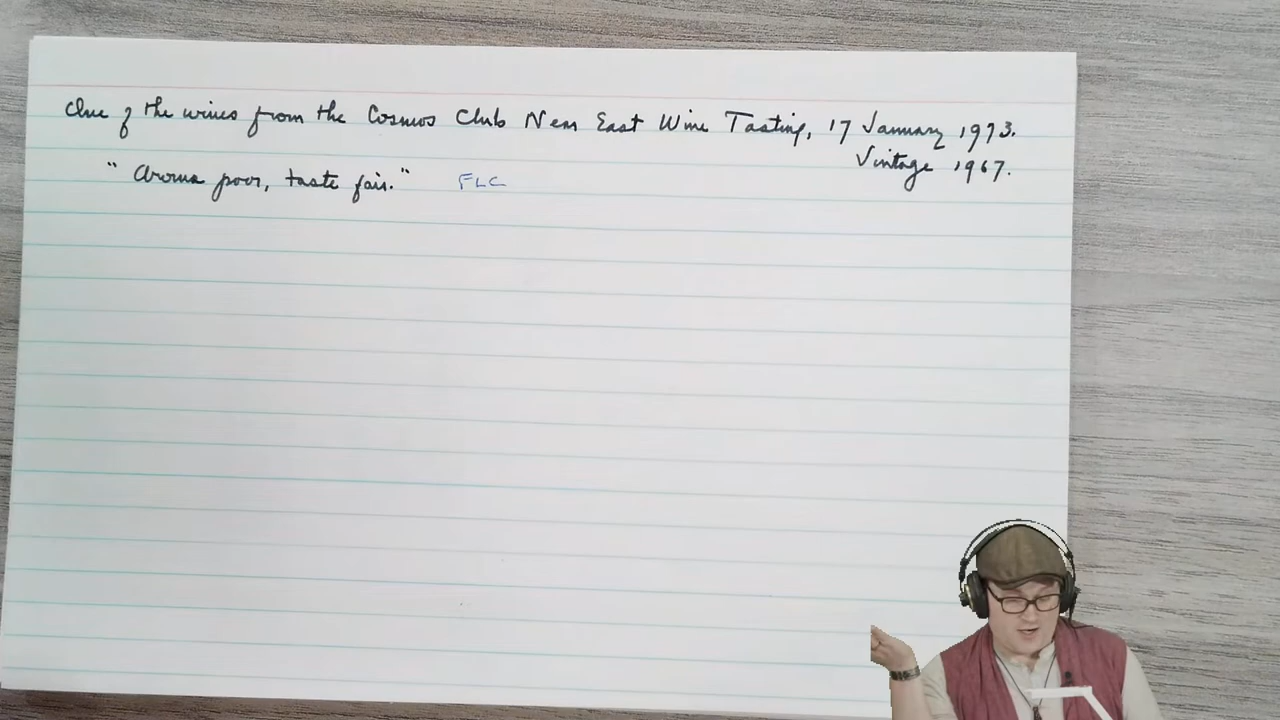 One of the wines from the Cosmos Club Near East Wine Tasting, 17 January 1973.
Vintage 1967.
" Aroma poor, taste fair." FLC